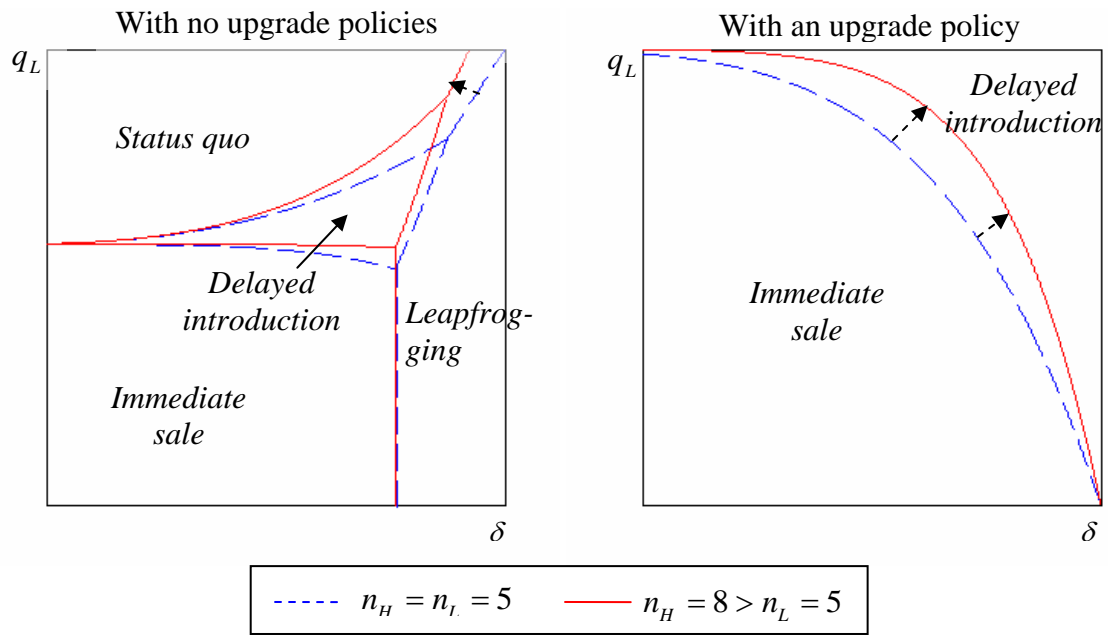 With no upgrade policies
q_L
Status quo
Delayed
introduction
Leapfrog-
ging
Immediate
sale
δ
With an upgrade policy
q_L
Delayed
introduction
Immediate
sale
δ
n_H = n_L = 5
n_H = 8 > n_L = 5